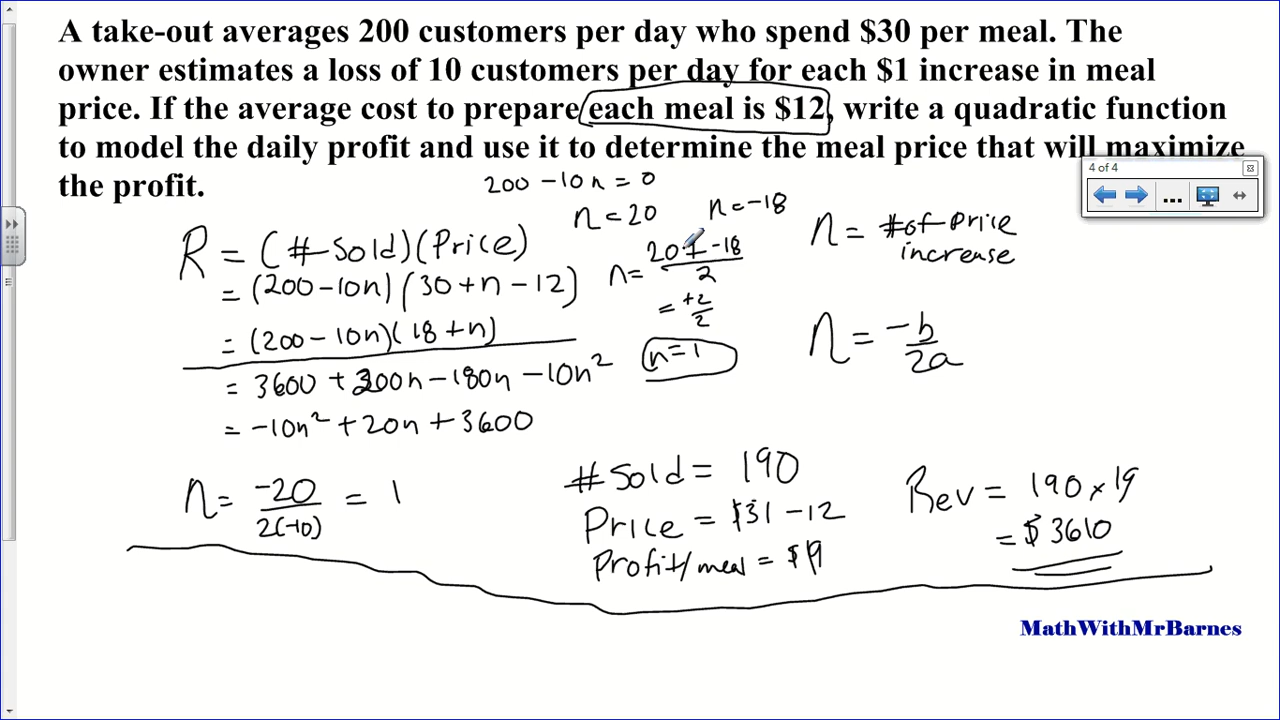 A take-out averages 200 customers per day who spend $30 per meal. The
owner estimates a loss of 10 customers per day for each $1 increase in meal
price. If the average cost to prepare each meal is $12, write a quadratic function
to model the daily profit and use it to determine the meal price that will maximize
the profit.
4 of 4
200 - 10n = 0
n = 20
n = -18
R = (# Sold)(Price)
= (200 - 10n)(30 + n - 12)
= (200 - 10n)(18 + n)
= 3600 + 200n - 180n - 10n²
= -10n² + 20n + 3600
n = -20 / 2(-10) = 1
n = 20 + -18 / 2
= +2 / 2
n = 1
n = # of Price
increase
n = -b / 2a
# Sold = 190
Price = $31 - 12
Profit/meal = $19
Rev = 190 × 19
= $3610
MathWithMrBarnes